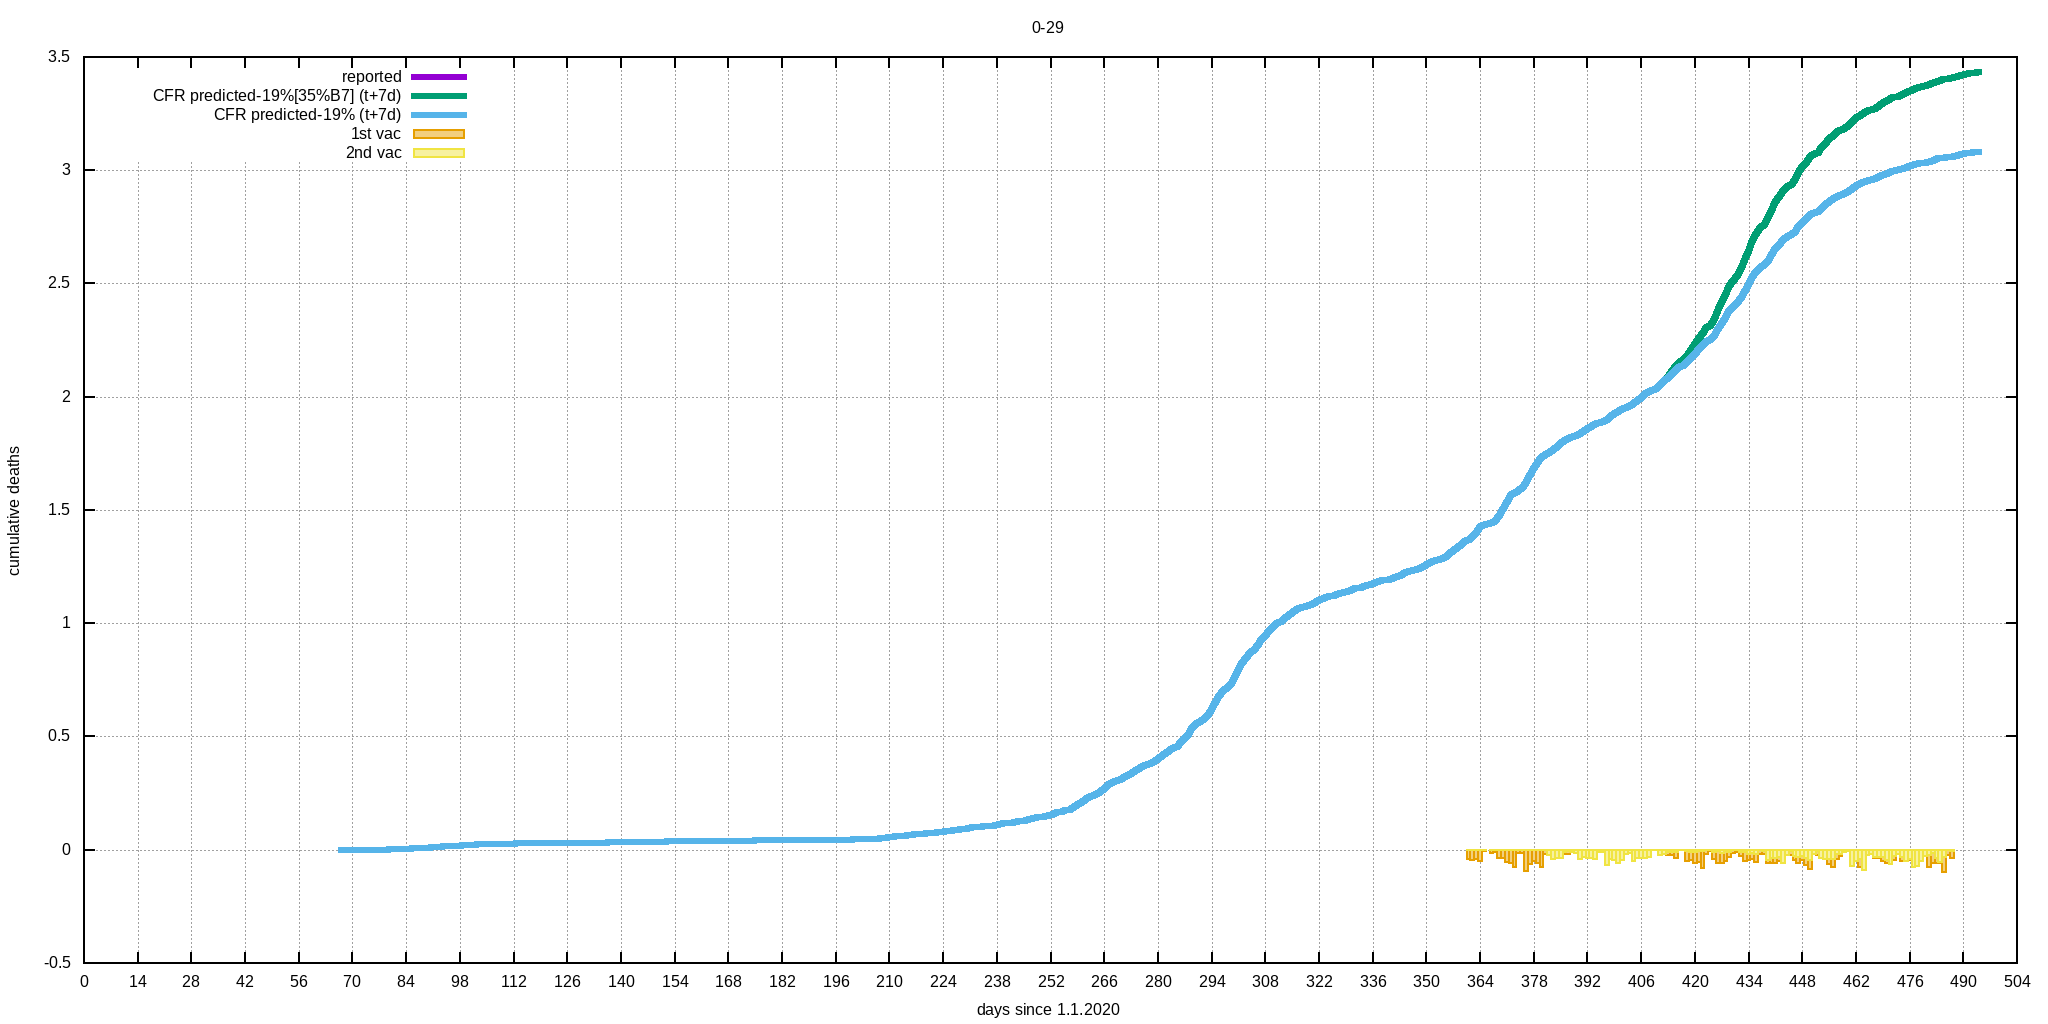 0-29
3.5
3
2.5
2
1.5
1
0.5
0
-0.5
reported
CFR predicted-19%[35%B7] (t+7d)
CFR predicted-19% (t+7d)
1st vac
2nd vac
cumulative deaths
0 14 28 42 56 70 84 98 112 126 140 154 168 182 196 210 224 238 252 266 280 294 308 322 336 350 364 378 392 406 420 434 448 462 476 490 504
days since 1.1.2020